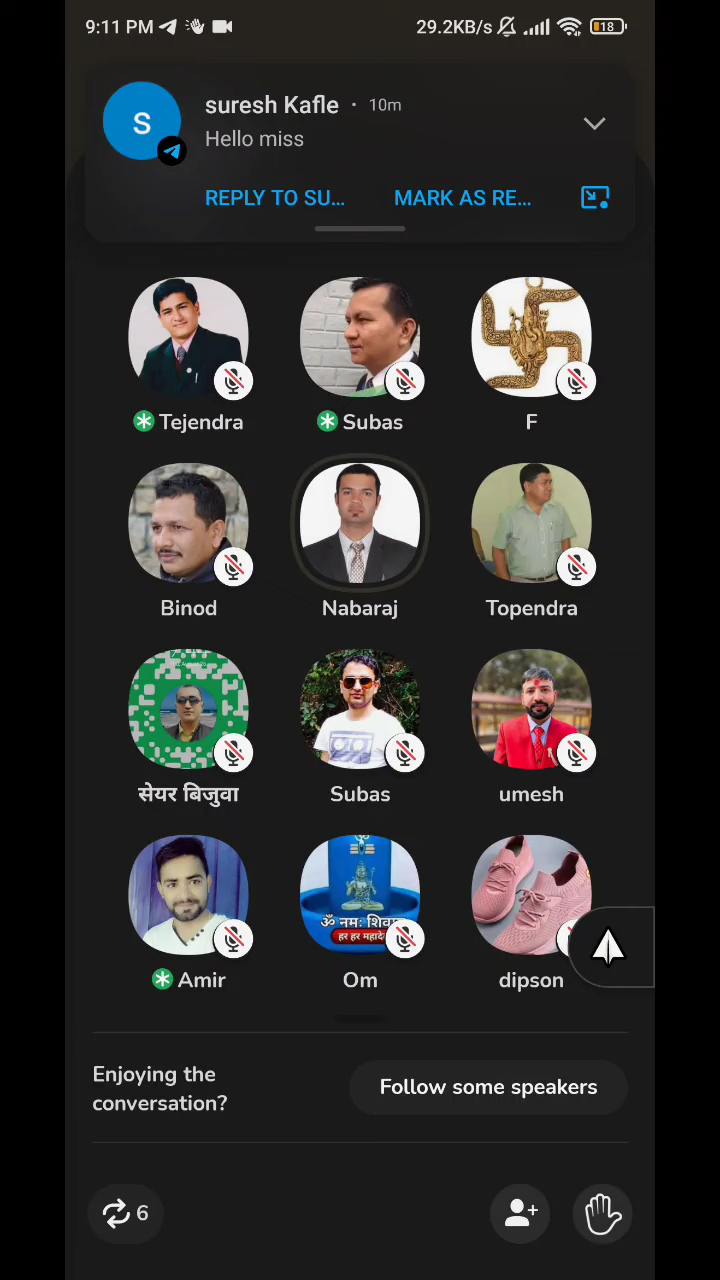 9:11 PM
29.2KB/s
18
S
suresh Kafle · 10m
Hello miss
REPLY TO SU...
MARK AS RE...
Tejendra
Subas
F
Binod
Nabaraj
Topendra
सेयर बिजुवा
Subas
umesh
ॐ
ॐ नमः शिवा
हर हर महादे
Amir
Om
dipson
Enjoying the
conversation?
Follow some speakers
6